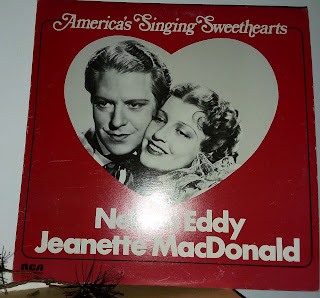 America's Singing Sweethearts
Eddy
Jeanette MacDonald
RCA